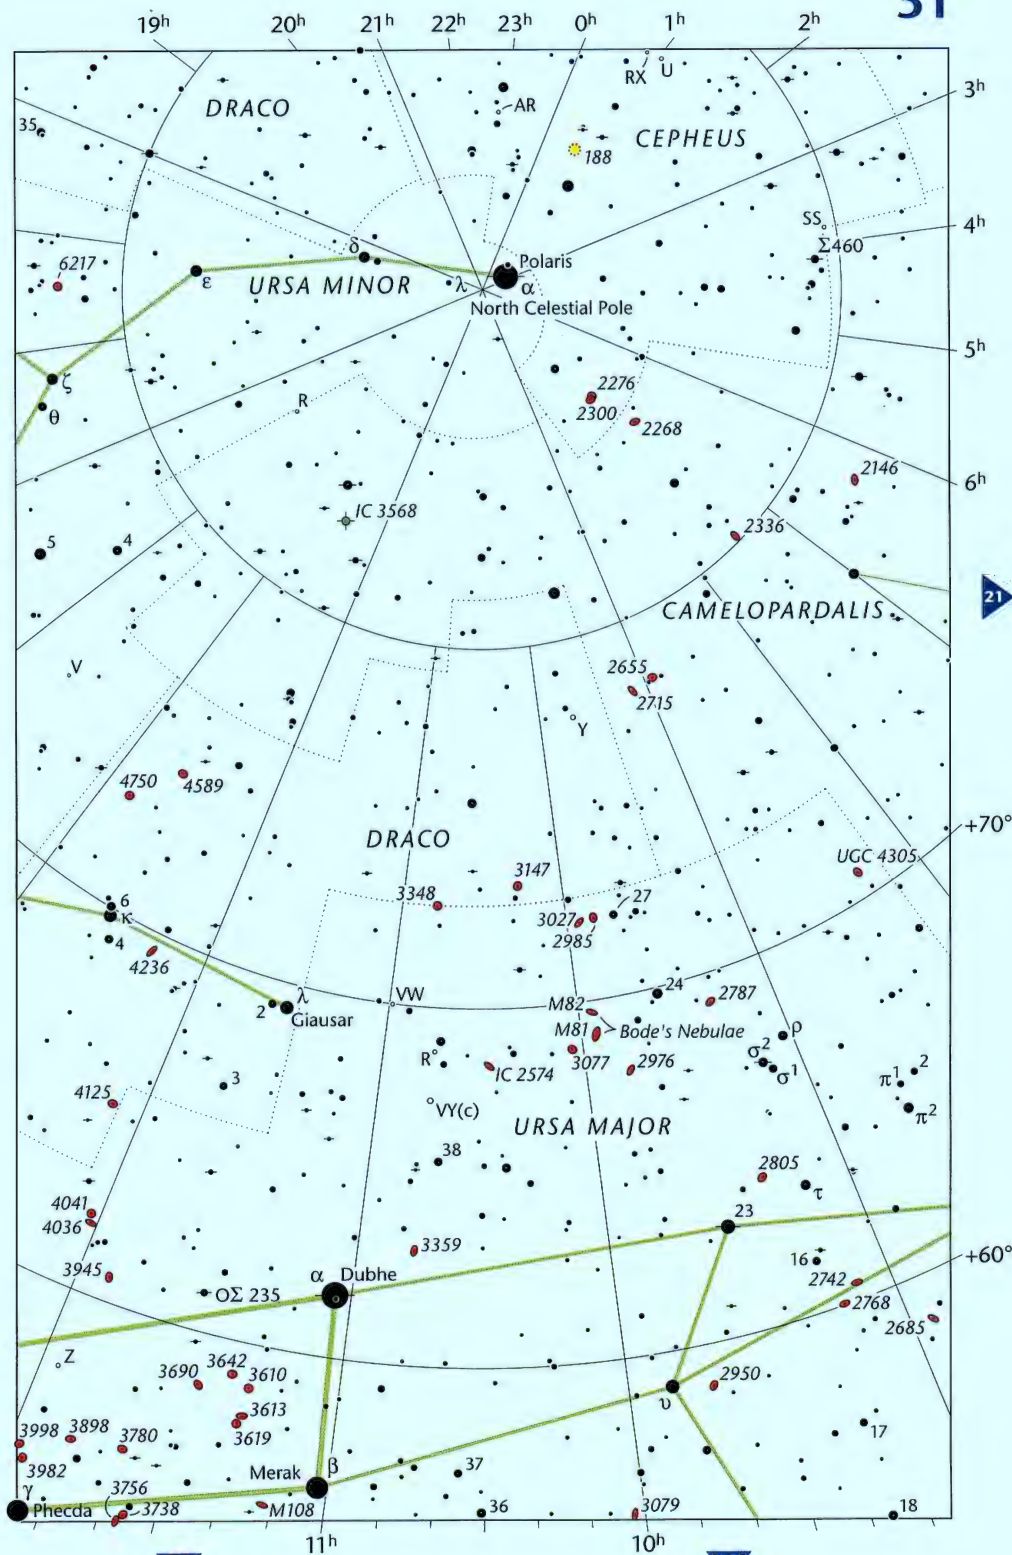 31
19h 20h 21h 22h 23h 0h 1h 2h
3h
RX U
AR
DRACO
35
CEPHEUS
188
SS
4h
Σ460
6217
δ
Polaris
ε
URSA MINOR
λ
α
North Celestial Pole
5h
ζ
θ
R
2276
2300
2268
2146
6h
IC 3568
5
4
2336
21
CAMELOPARDALIS
V
2655
2715
Y
4750
4589
+70°
DRACO
UGC 4305
3147
3348
6
κ
27
3027
2985
4
4236
λ
2
Giausar
VW
24
M82
2787
M81
Bode's Nebulae
ρ
R
3077
2976
σ2
σ1
IC 2574
2
π1
π2
3
4125
VY(c)
URSA MAJOR
38
2805
τ
4041
4036
23
3359
16
+60°
3945
α
Dubhe
ΟΣ 235
2742
2768
2685
Z
3642
3690
3610
2950
υ
3613
3619
17
3998
3898
3780
3982
β
Merak
37
3756
γ
Phecda
3738
M108
36
3079
18
11h
10h